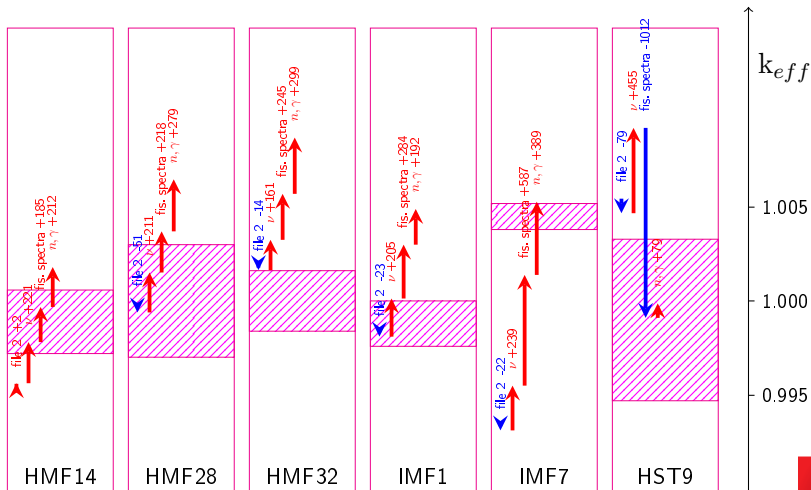 file 2 +2
ν +221
fis. spectra +185
n, γ +212
HMF14
file 2 -51
ν +211
fis. spectra +218
n, γ +279
HMF28
file 2 -14
ν +161
fis. spectra +245
n, γ +299
HMF32
file 2 -23
ν +205
fis. spectra +284
n, γ +192
IMF1
file 2 -22
ν +239
fis. spectra +587
n, γ +389
IMF7
file 2 -79
ν +455
fis. spectra -1012
n, γ +79
HST9
k_eff
1.005
1.000
0.995